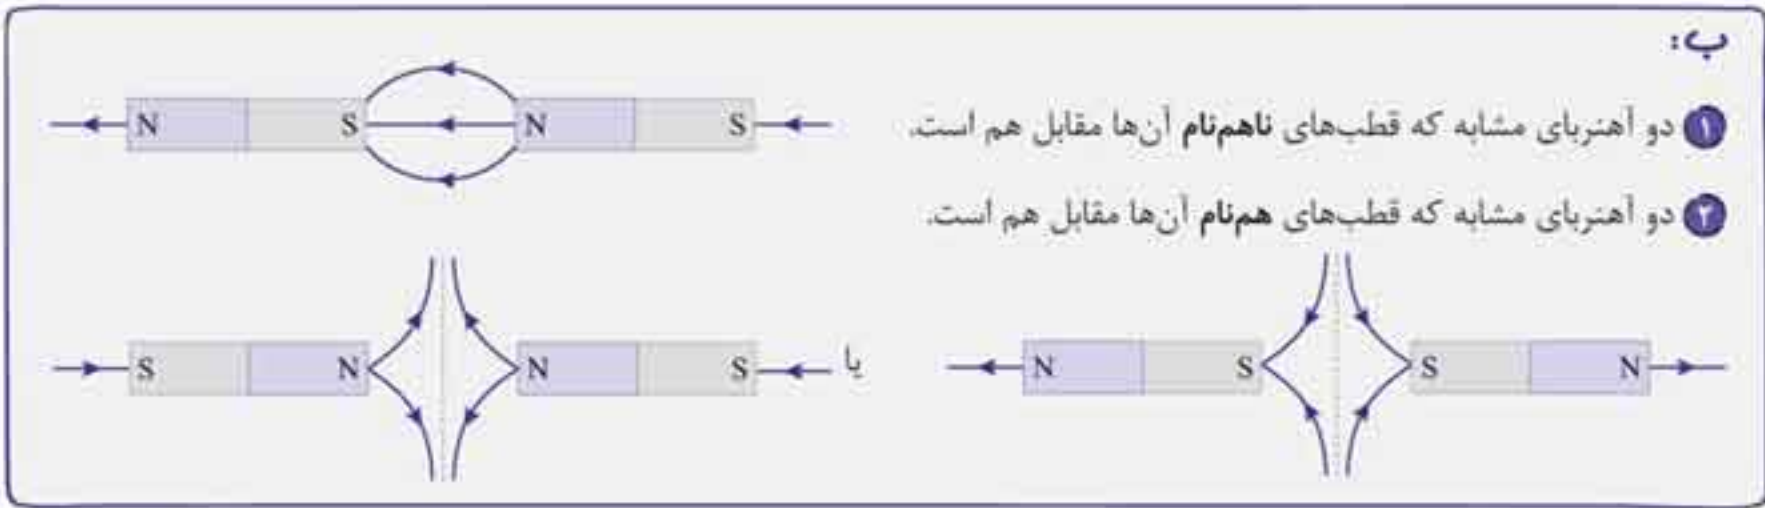 ب:
۱ دو آهنربای مشابه که قطب‌های ناهم‌نام آن‌ها مقابل هم است.
N S N S
۲ دو آهنربای مشابه که قطب‌های هم‌نام آن‌ها مقابل هم است.
N S S N
یا
S N N S